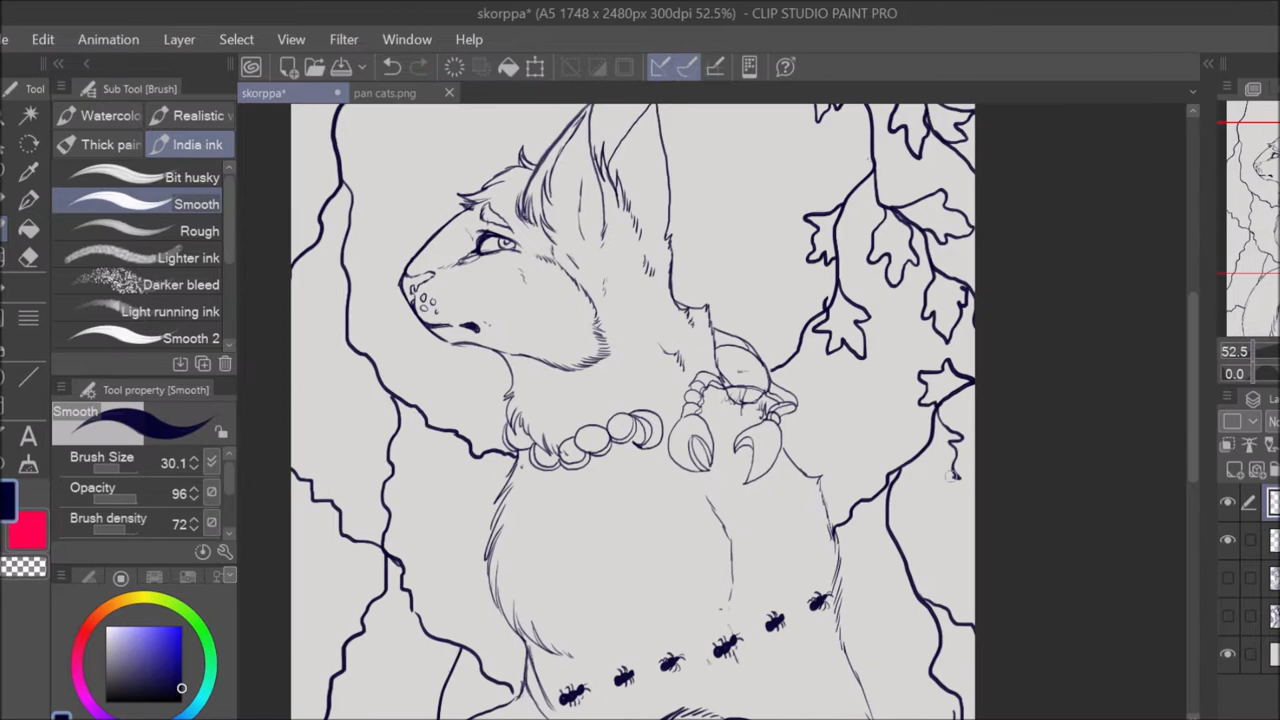 skorppa* (A5 1748 x 2480px 300dpi 52.5%) - CLIP STUDIO PAINT PRO
Edit Animation Layer Select View Filter Window Help
Tool
Sub Tool [Brush]
skorppa*
pan cats.png
Watercolo
Realistic
Thick pain
India ink
Bit husky
Smooth
Rough
Lighter ink
Darker bleed
Light running ink
Smooth 2
Tool property [Smooth]
Smooth
Brush Size 30.1
Opacity 96
Brush density 72
52.5
0.0